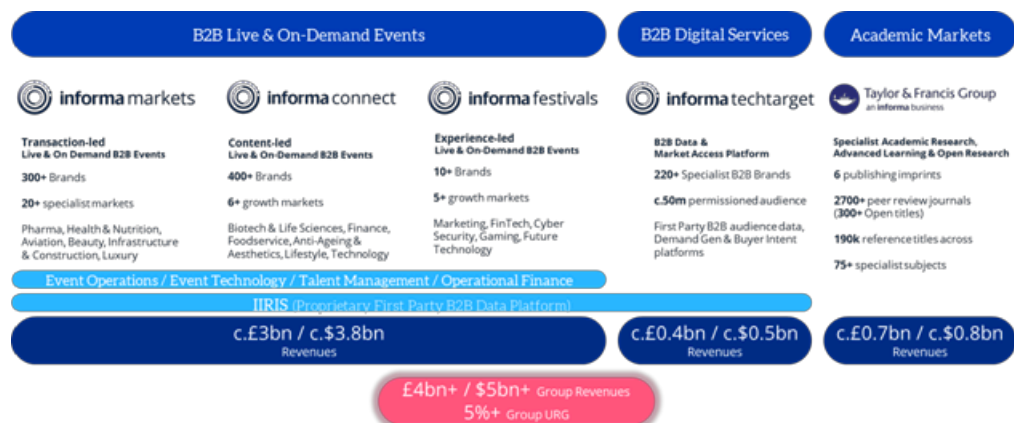 B2B Live & On-Demand Events
B2B Digital Services
Academic Markets
informa markets
informa connect
informa festivals
informa techtarget
Taylor & Francis Group
an informa business
Transaction-led
Live & On Demand B2B Events
300+ Brands
20+ specialist markets
Pharma, Health & Nutrition,
Aviation, Beauty, Infrastructure
& Construction, Luxury
Content-led
Live & On-Demand B2B Events
400+ Brands
6+ growth markets
Biotech & Life Sciences, Finance,
Foodservice, Anti-Ageing &
Aesthetics, Lifestyle, Technology
Experience-led
Live & On-Demand B2B Events
10+ Brands
5+ growth markets
Marketing, FinTech, Cyber
Security, Gaming, Future
Technology
B2B Data &
Market Access Platform
220+ Specialist B2B Brands
c.50m permissioned audience
First Party B2B audience data,
Demand Gen & Buyer Intent
platforms
Specialist Academic Research,
Advanced Learning & Open Research
6 publishing imprints
2700+ peer review journals
(300+ Open titles)
190k reference titles across
75+ specialist subjects
Event Operations / Event Technology / Talent Management / Operational Finance
IIRIS (Proprietary First Party B2B Data Platform)
c.£3bn / c.$3.8bn
Revenues
c.£0.4bn / c.$0.5bn
Revenues
c.£0.7bn / c.$0.8bn
Revenues
£4bn+ / $5bn+ Group Revenues
5%+ Group URG